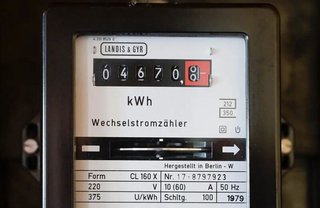 LANDIS & GYR
04670
kWh
212
350
Wechselstromzähler
Hergestellt in Berlin - W
Form CL 160 X Nr. 17-8797923
220 V 10 (60) A 50 Hz
375 U/kWh Schltg. 100 1979